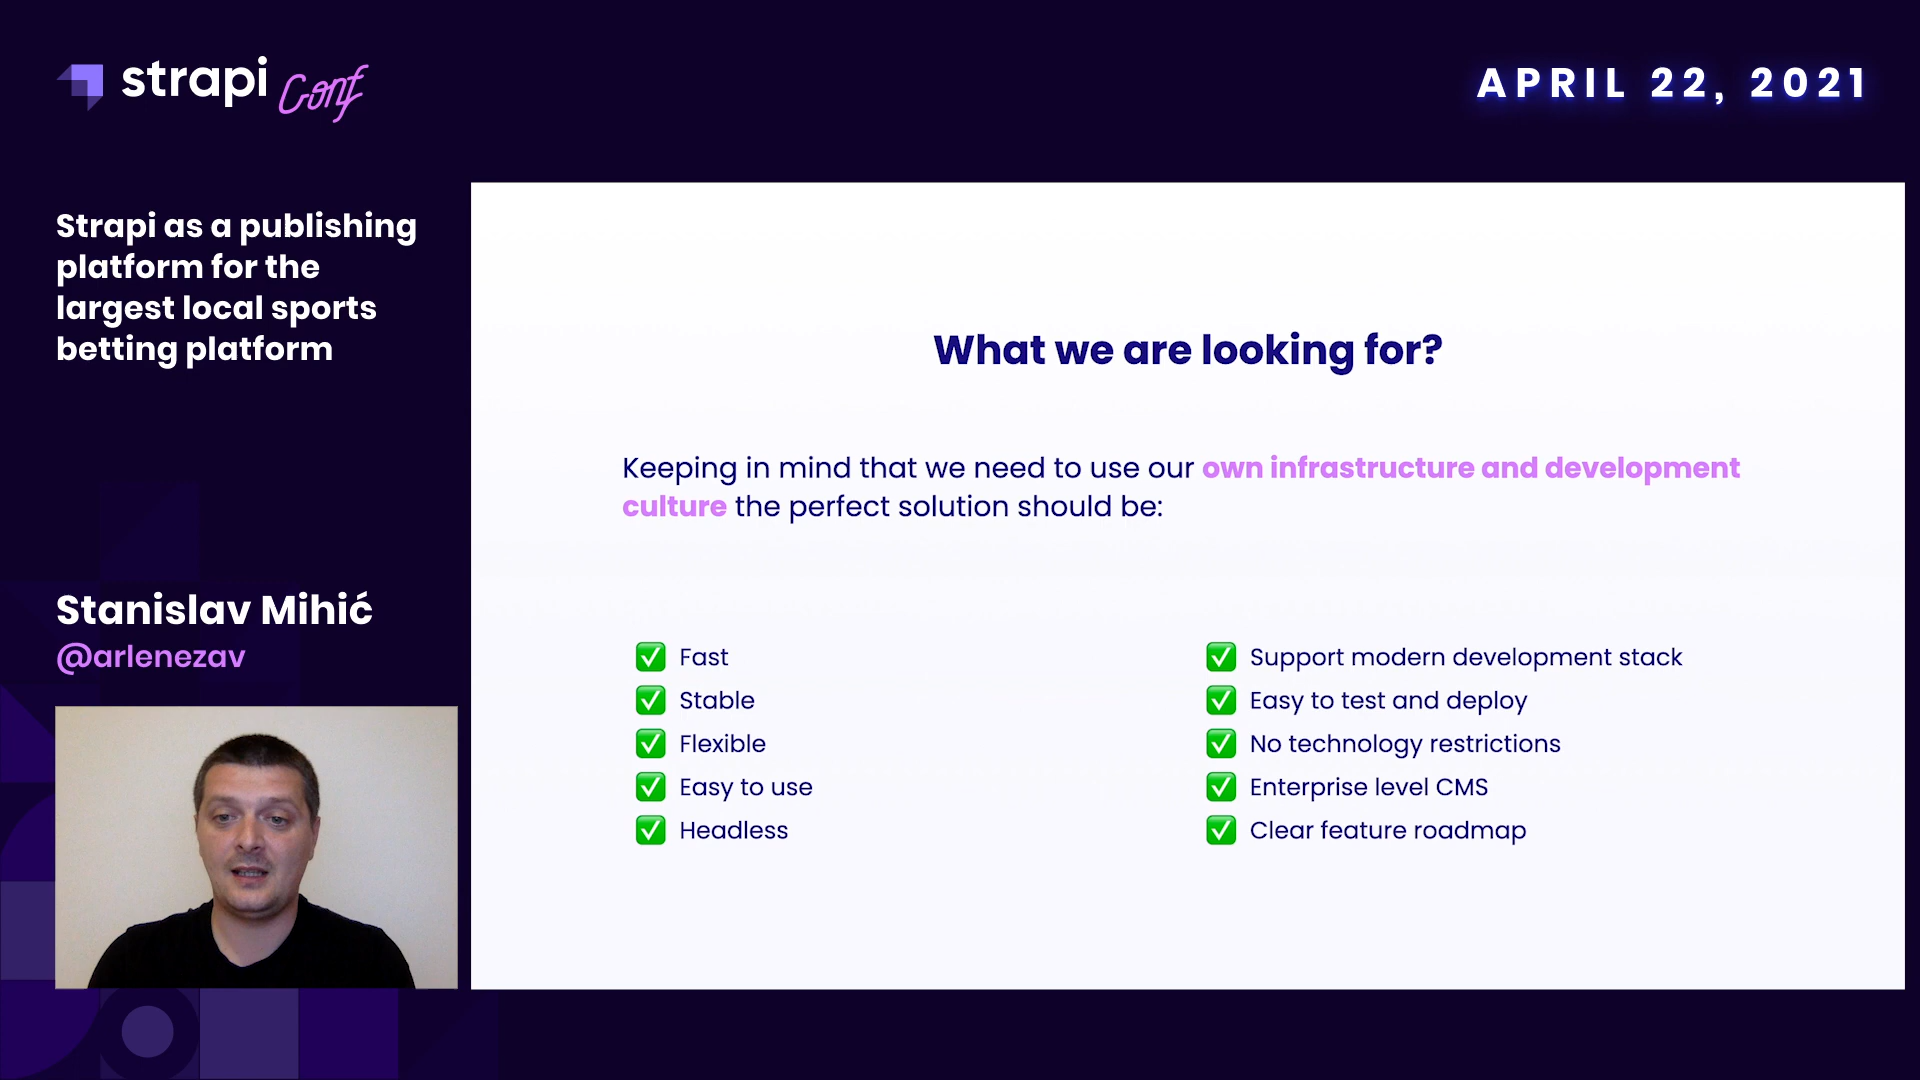 strapi Conf
APRIL 22, 2021
Strapi as a publishing
platform for the
largest local sports
betting platform
Stanislav Mihić
@arlenezav
What we are looking for?
Keeping in mind that we need to use our own infrastructure and development
culture the perfect solution should be:
✅ Fast
✅ Stable
✅ Flexible
✅ Easy to use
✅ Headless
✅ Support modern development stack
✅ Easy to test and deploy
✅ No technology restrictions
✅ Enterprise level CMS
✅ Clear feature roadmap